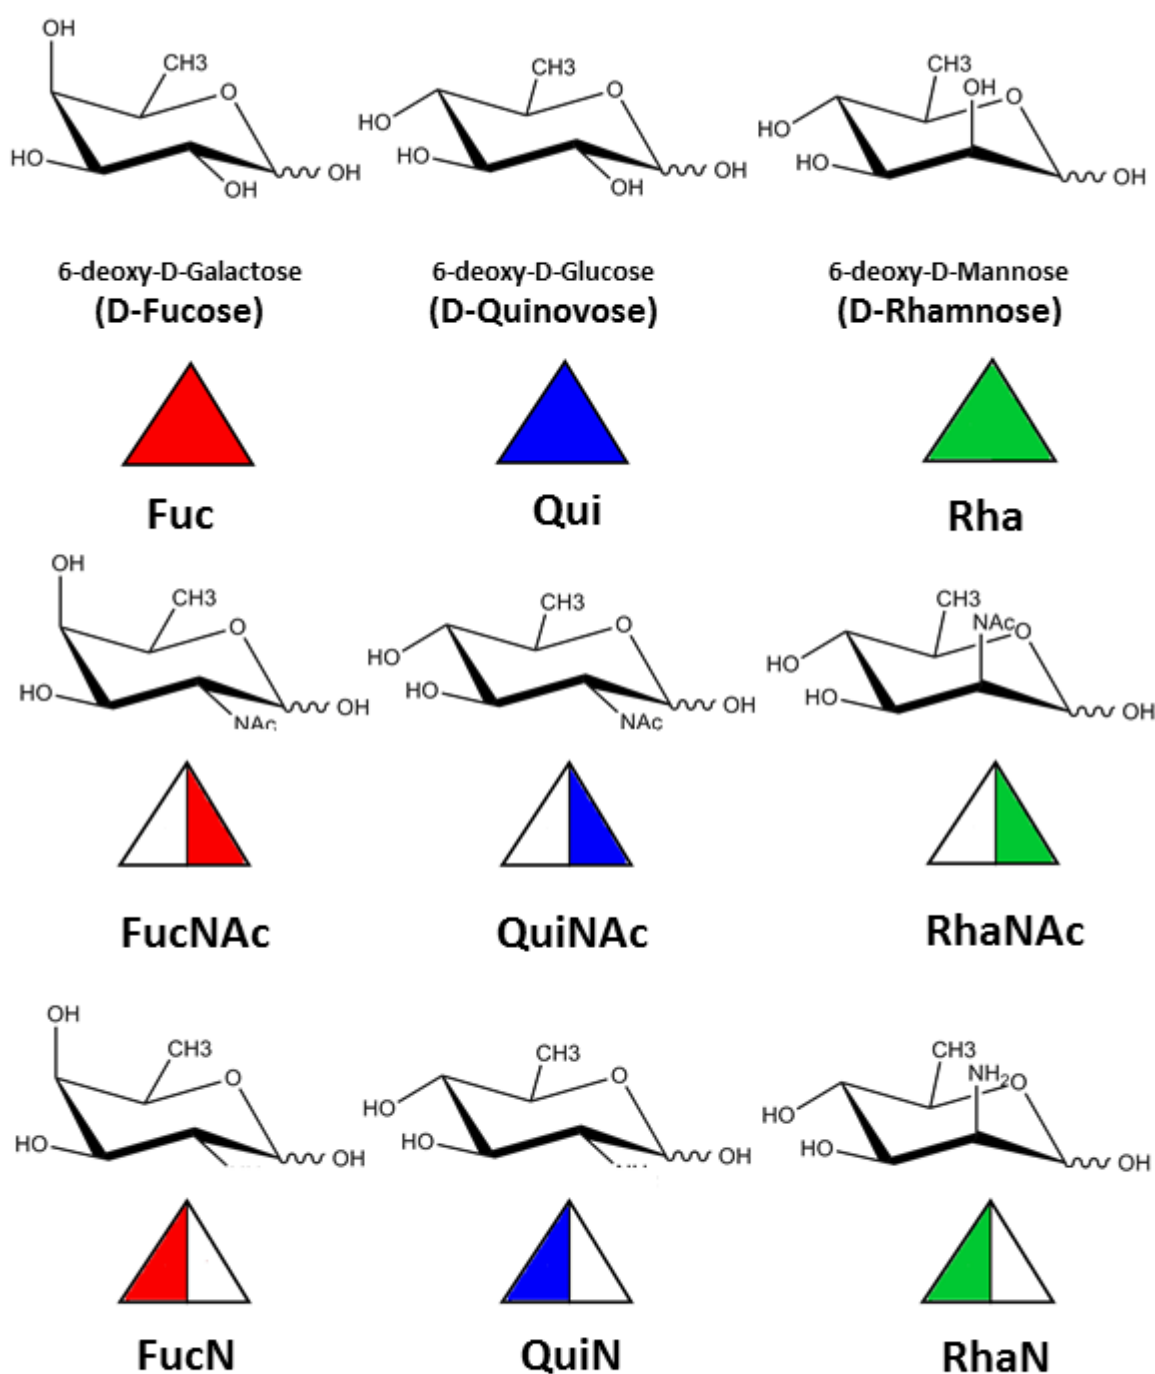 OH
CH3
O
HO
OH
OH
CH3
O
HO
HO
OH
OH
CH3
OH
O
HO
HO
OH
6-deoxy-D-Galactose
(D-Fucose)
6-deoxy-D-Glucose
(D-Quinovose)
6-deoxy-D-Mannose
(D-Rhamnose)
Fuc
Qui
Rha
OH
CH3
O
HO
OH
NAc
CH3
O
HO
HO
OH
NAc
CH3
NAc
O
HO
HO
OH
FucNAc
QuiNAc
RhaNAc
OH
CH3
O
HO
OH
CH3
O
HO
HO
OH
CH3
NH2
O
HO
HO
OH
FucN
QuiN
RhaN